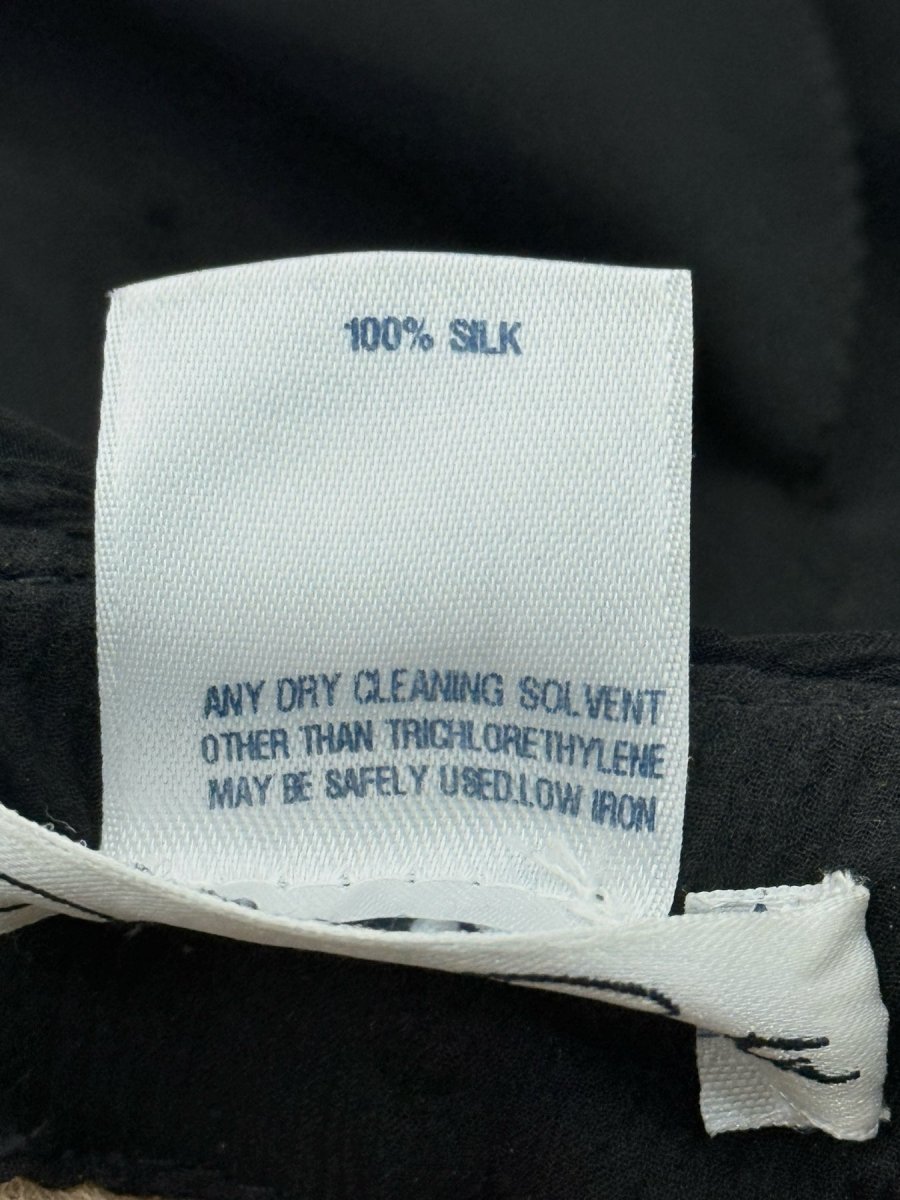 100% SILK
ANY DRY CLEANING SOLVENT
OTHER THAN TRICHLORETHYLENE
MAY BE SAFELY USED.LOW IRON